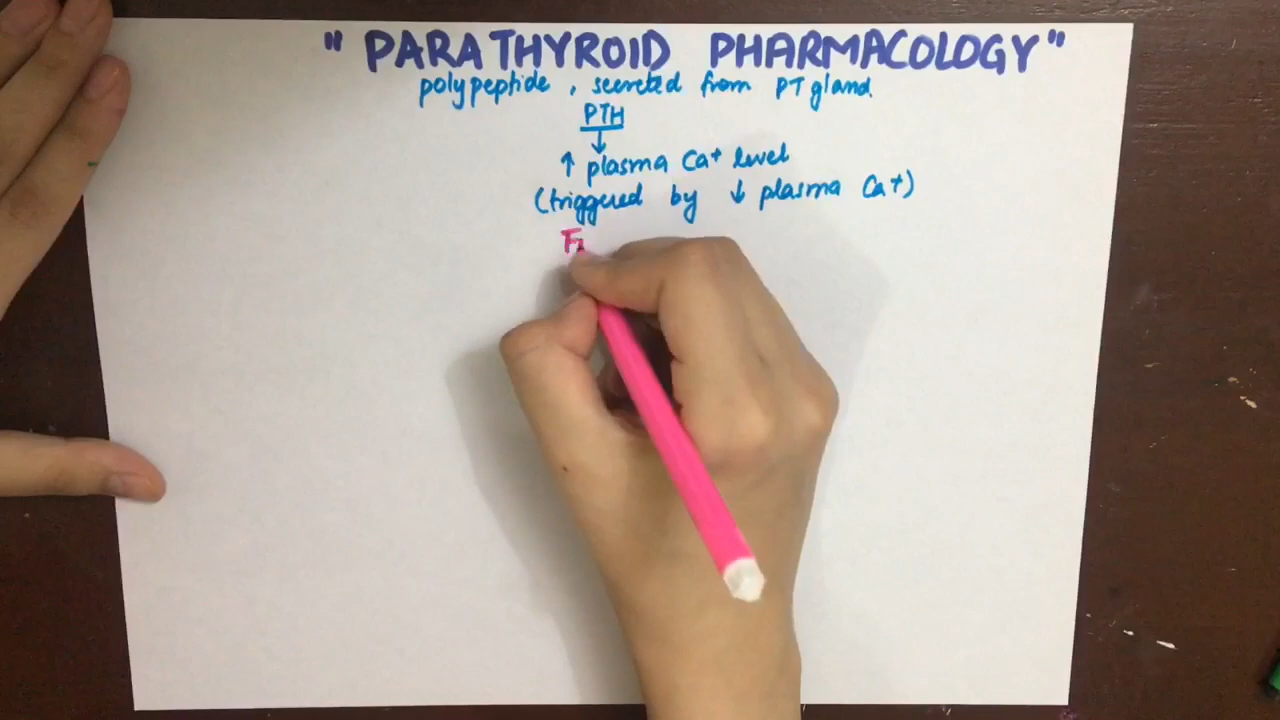 "PARATHYROID PHARMACOLOGY"
polypeptide, secreted from PT gland.
PTH
↓
↑ plasma Ca+ level
(triggered by ↓ plasma Ca+)